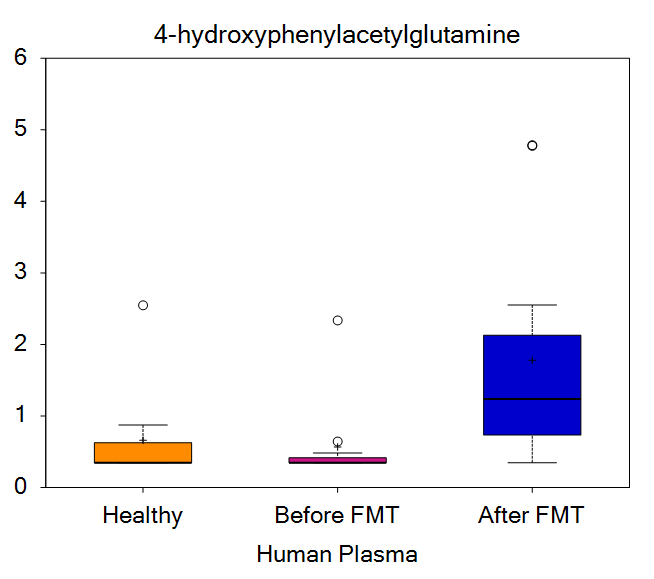 4-hydroxyphenylacetylglutamine
6
5
4
3
2
1
0
Healthy Before FMT After FMT
Human Plasma